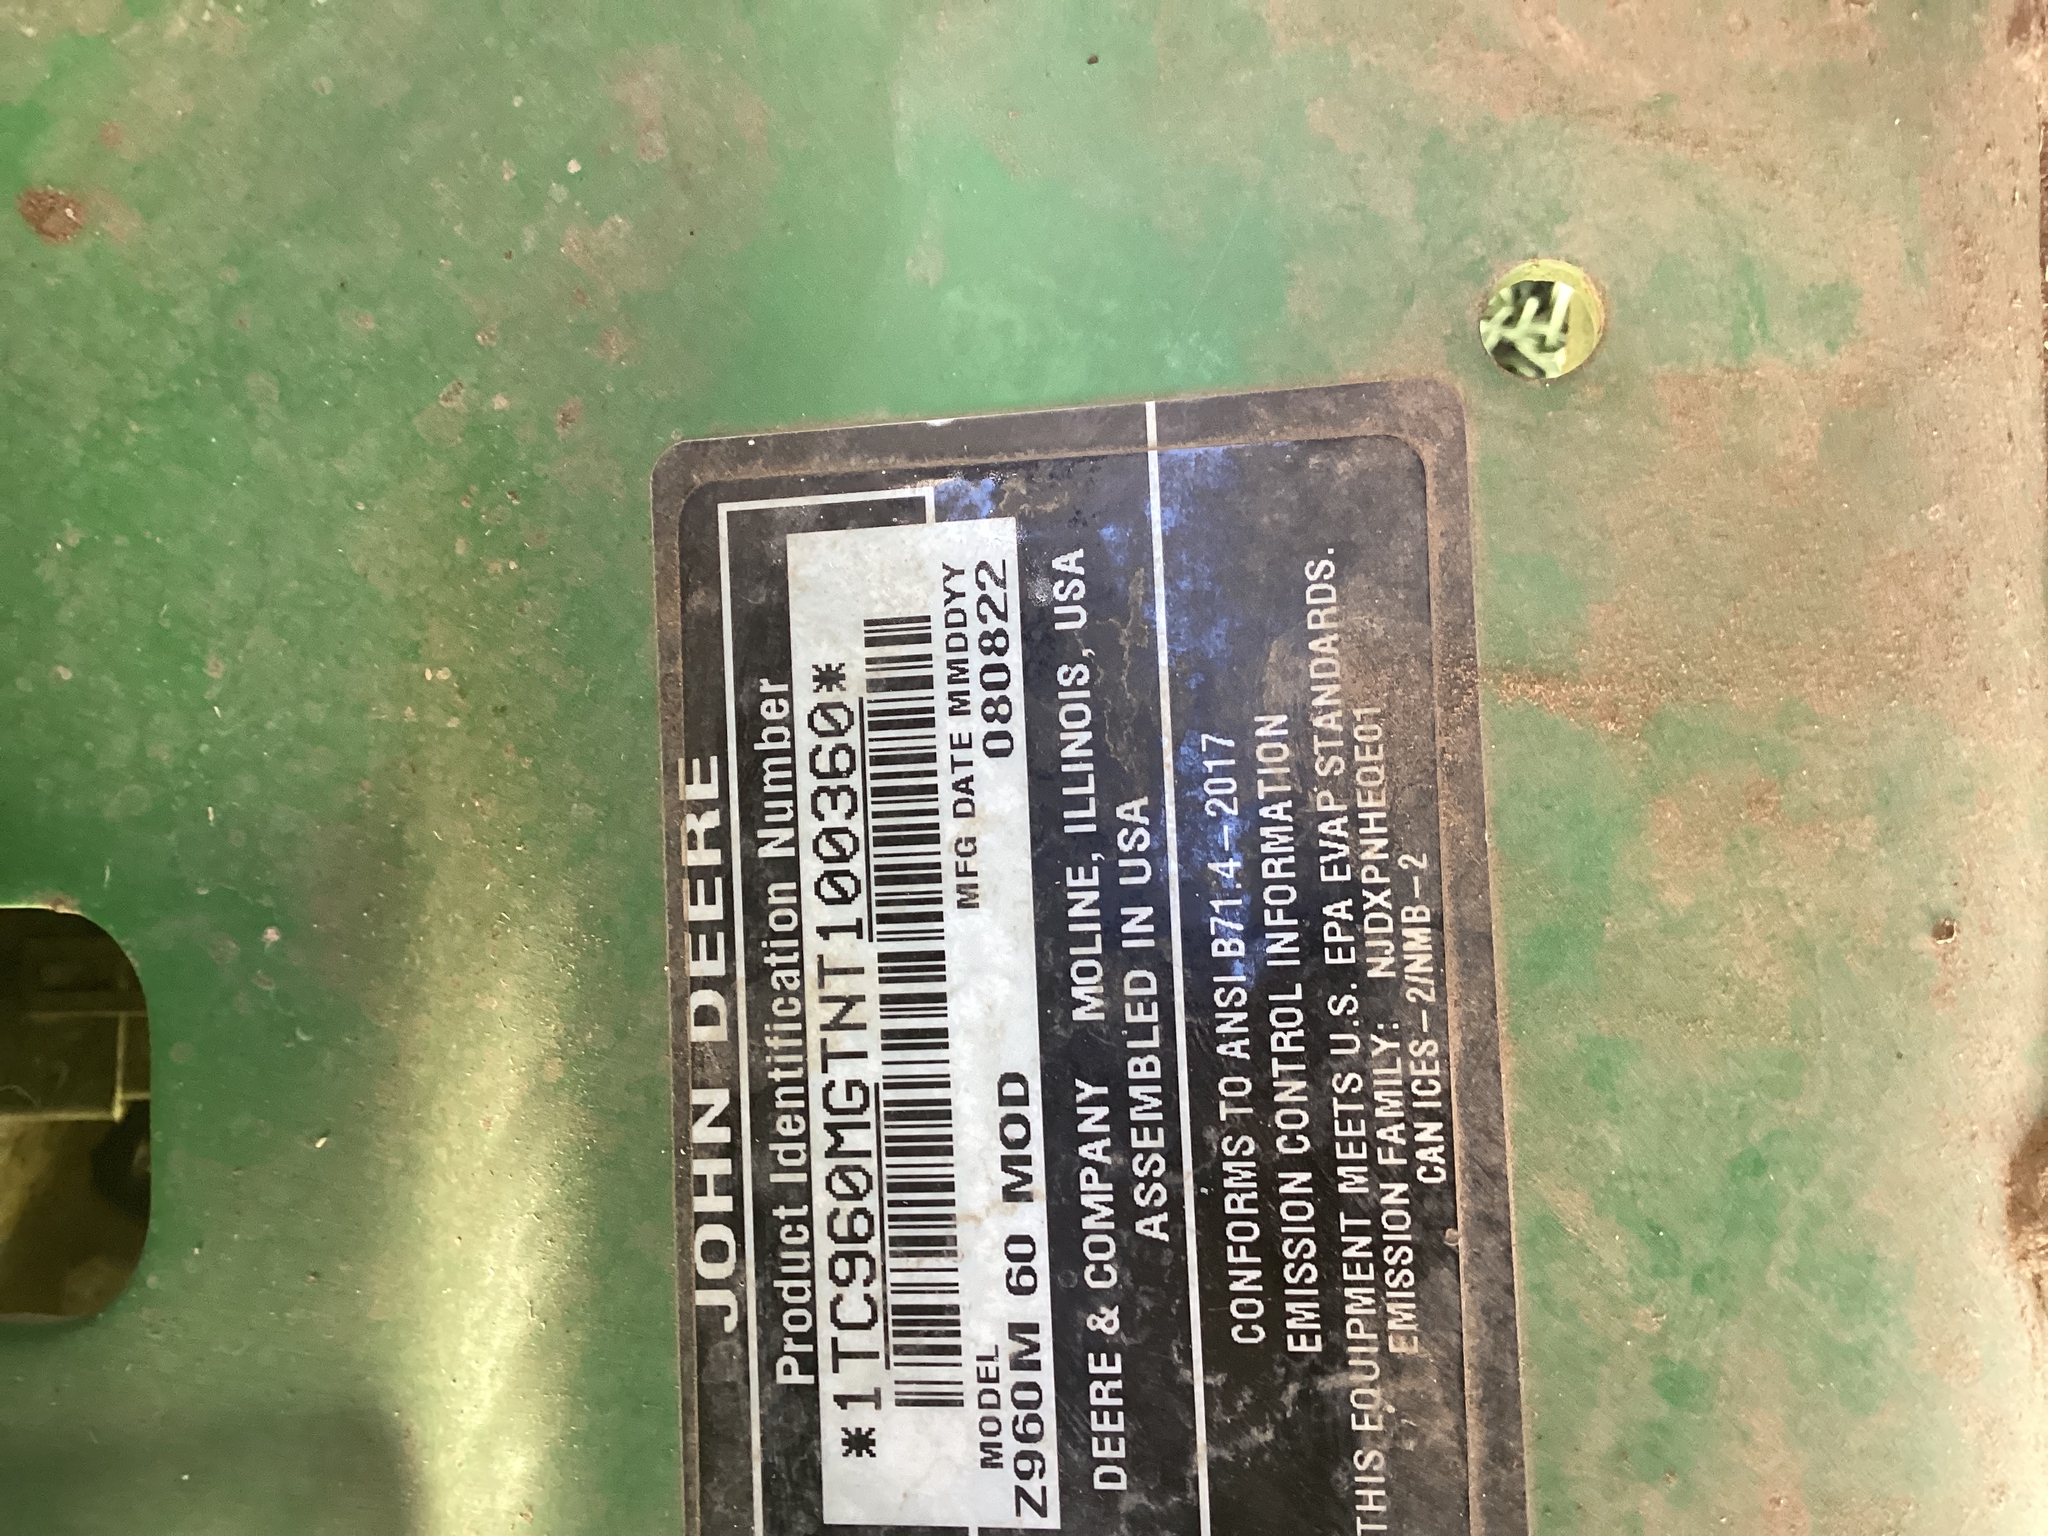 JOHN DEERE
Product Identification Number
*1TC960MGTNT100360*
MODEL MFG DATE MMDDYY
Z960M 60 MOD 080822
DEERE & COMPANY MOLINE, ILLINOIS, USA
ASSEMBLED IN USA
CONFORMS TO ANSI B71.4-2017
EMISSION CONTROL INFORMATION
THIS EQUIPMENT MEETS U.S. EPA EVAP STANDARDS.
EMISSION FAMILY: NJDXPNHEQE01
CAN ICES-2/NMB-2